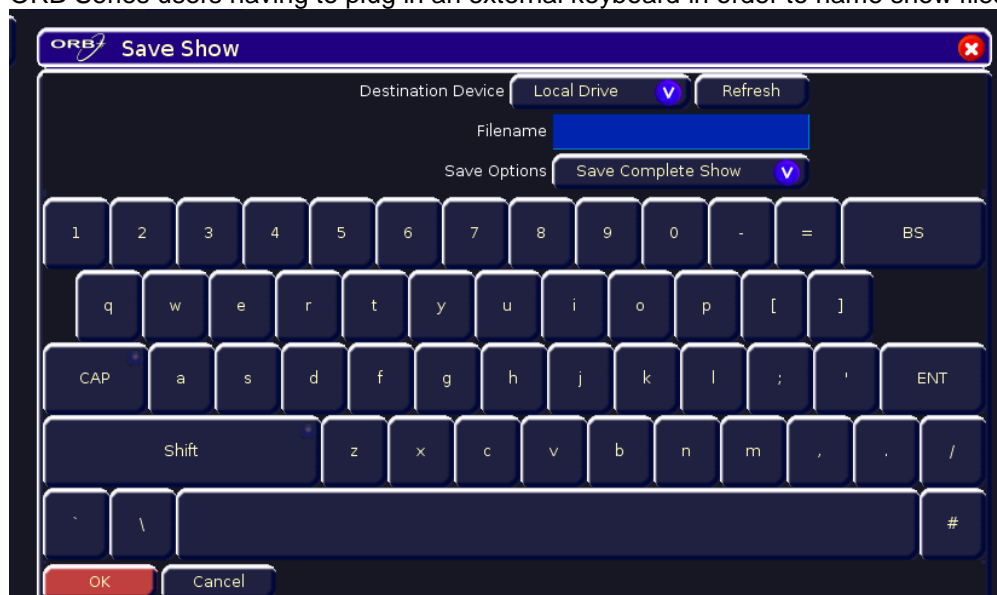 ORB Series users having to plug in an external keyboard in order to name show files
ORB Save Show
Destination Device Local Drive V Refresh
Filename
Save Options Save Complete Show V
1 2 3 4 5 6 7 8 9 0 - = BS
q w e r t y u i o p [ ]
CAP a s d f g h j k l ; ' ENT
Shift z x c v b n m , . /
` \ #
OK Cancel